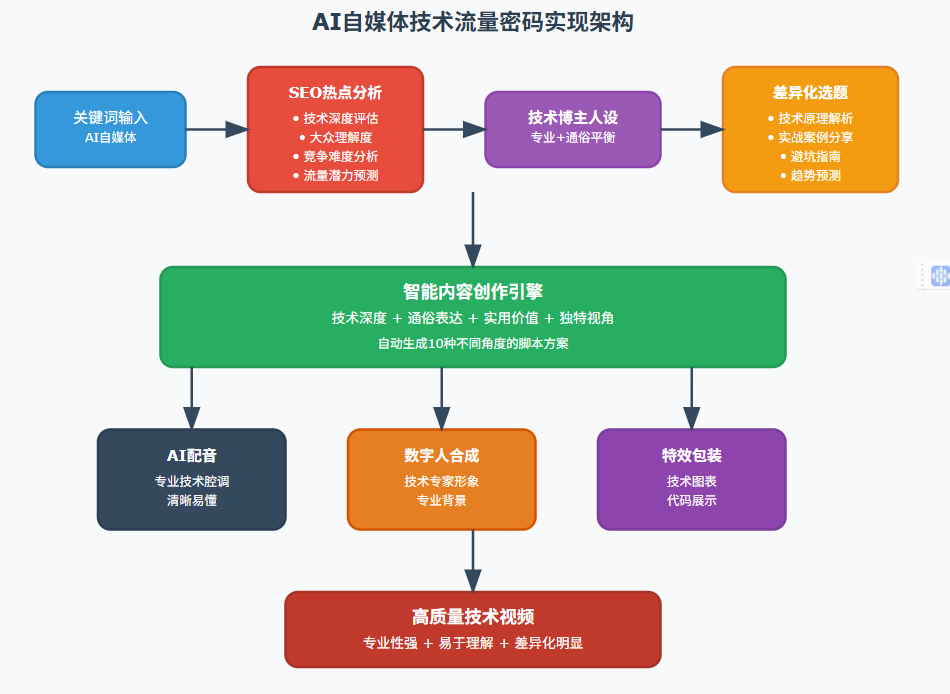 AI自媒体技术流量密码实现架构
关键词输入
AI自媒体
SEO热点分析
• 技术深度评估
• 大众理解度
• 竞争难度分析
• 流量潜力预测
技术博主人设
专业+通俗平衡
差异化选题
• 技术原理解析
• 实战案例分享
• 避坑指南
• 趋势预测
智能内容创作引擎
技术深度 + 通俗表达 + 实用价值 + 独特视角
自动生成10种不同角度的脚本方案
AI配音
专业技术腔调
清晰易懂
数字人合成
技术专家形象
专业背景
特效包装
技术图表
代码展示
高质量技术视频
专业性强 + 易于理解 + 差异化明显